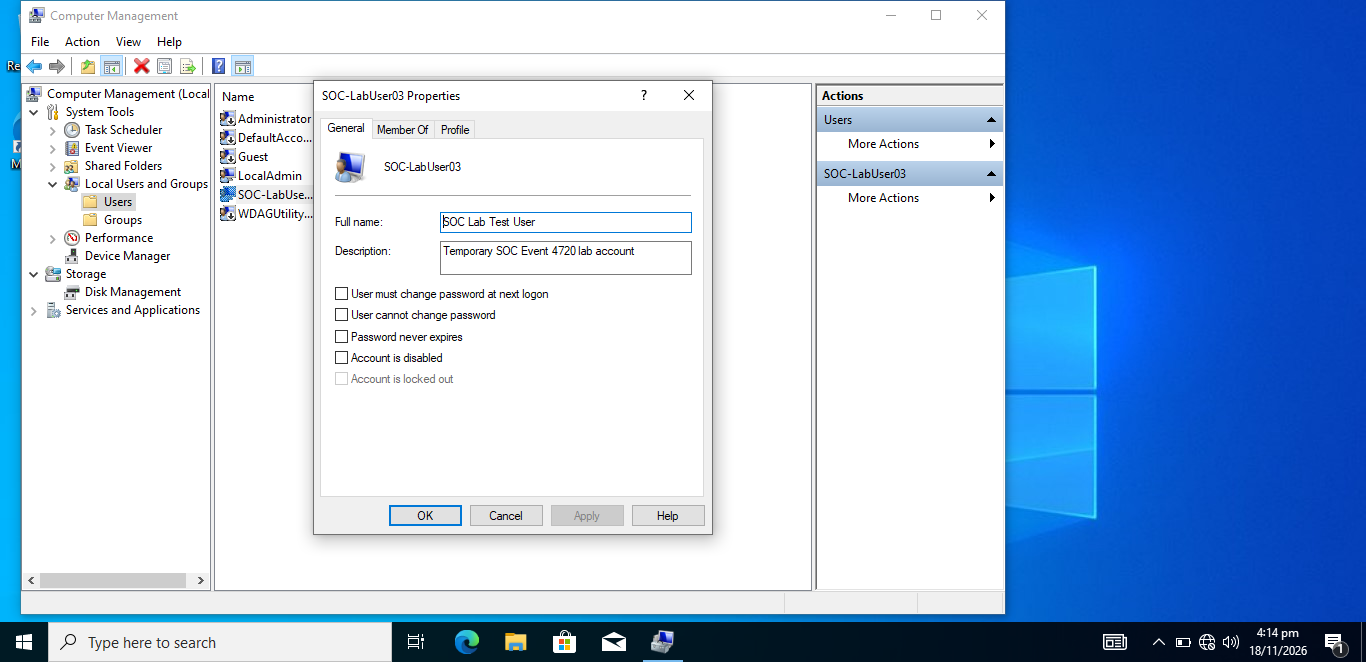 Computer Management
File Action View Help
Re
M
Computer Management (Local
System Tools
Task Scheduler
Event Viewer
Shared Folders
Local Users and Groups
Users
Groups
Performance
Device Manager
Storage
Disk Management
Services and Applications
Name
Administrator
DefaultAcco...
Guest
LocalAdmin
SOC-LabUse...
WDAGUtility...
SOC-LabUser03 Properties
?
General Member Of Profile
SOC-LabUser03
Full name: SOC Lab Test User
Description: Temporary SOC Event 4720 lab account
User must change password at next logon
User cannot change password
Password never expires
Account is disabled
Account is locked out
OK Cancel Apply Help
Actions
Users
More Actions
SOC-LabUser03
More Actions
Type here to search
4:14 pm
18/11/2026
1